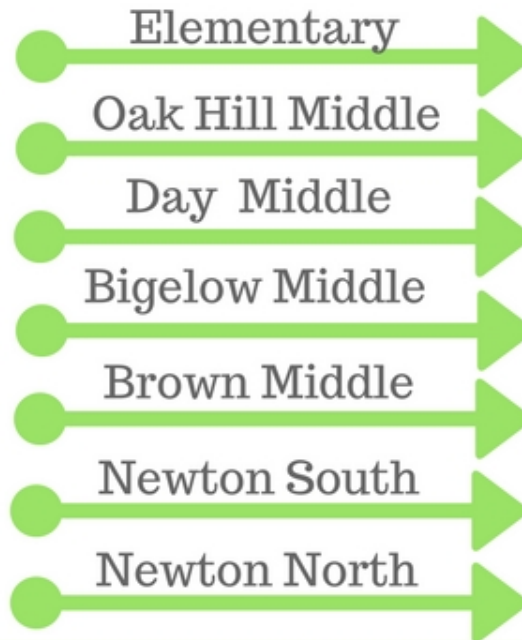 Elementary
Oak Hill Middle
Day Middle
Bigelow Middle
Brown Middle
Newton South
Newton North